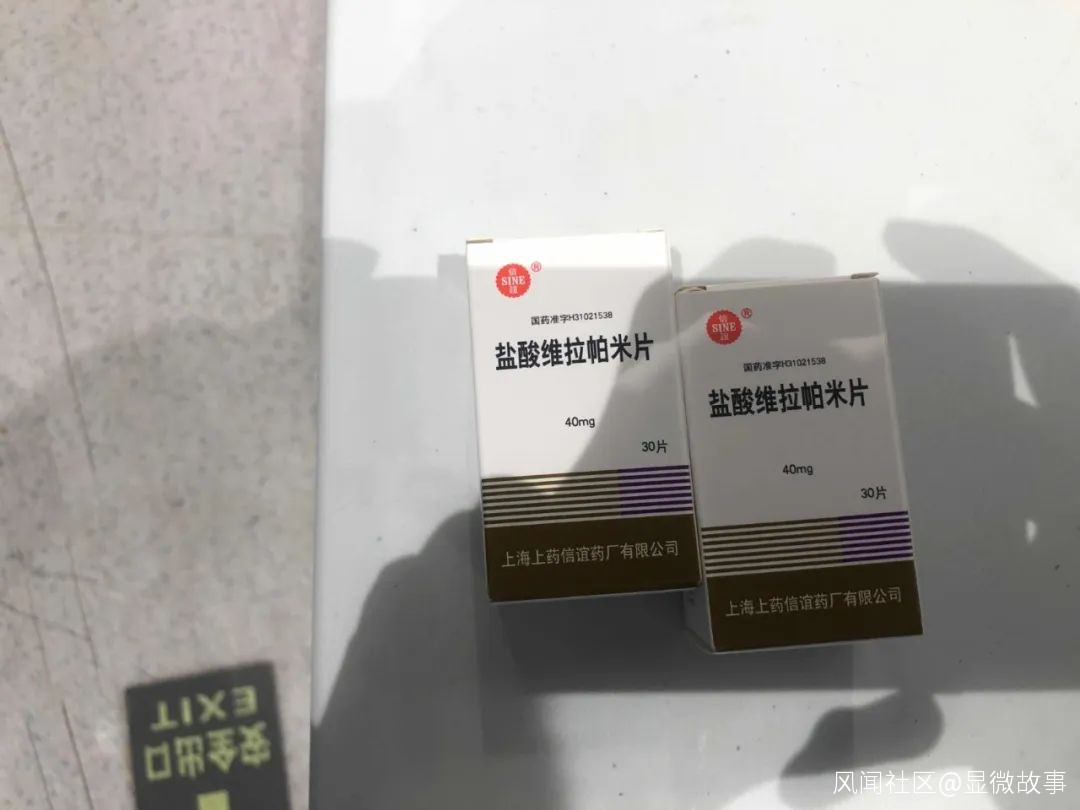 信
SINE
谊
®
国药准字H31021538
盐酸维拉帕米片
40mg
30片
上海上药信谊药厂有限公司
信
SINE
谊
®
国药准字H31021538
盐酸维拉帕米片
40mg
30片
上海上药信谊药厂有限公司
安全出口
EXIT
风闻社区@显微故事